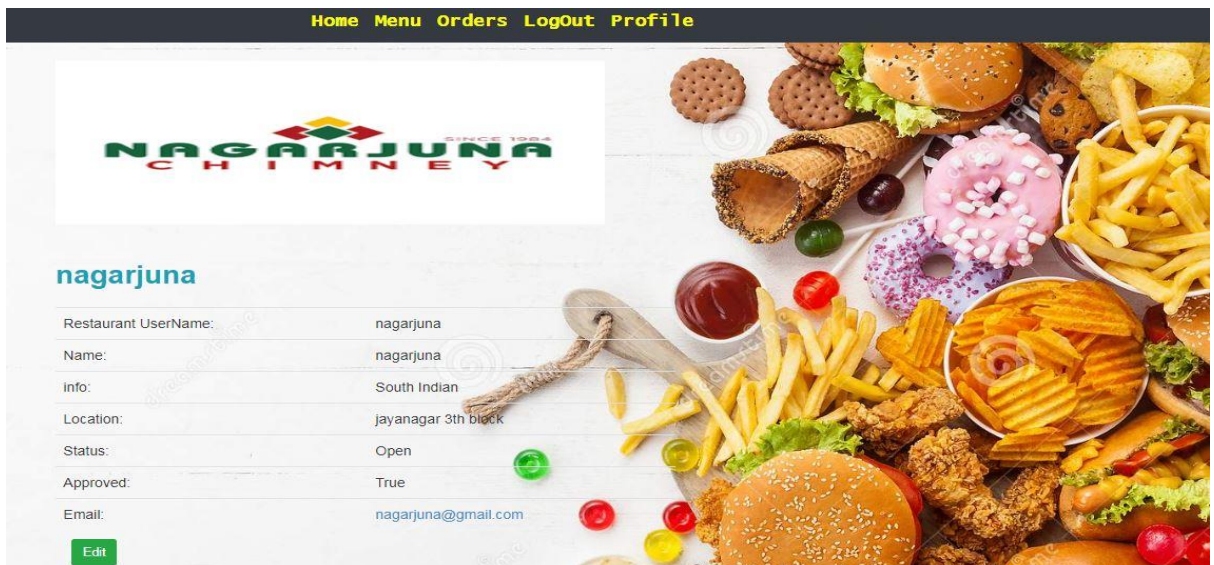 Home Menu Orders LogOut Profile
SINCE 1984
NAGARJUNA
CHIMNEY
nagarjuna
Restaurant UserName: nagarjuna
Name: nagarjuna
info: South Indian
Location: jayanagar 3th block
Status: Open
Approved: True
Email: nagarjuna@gmail.com
Edit